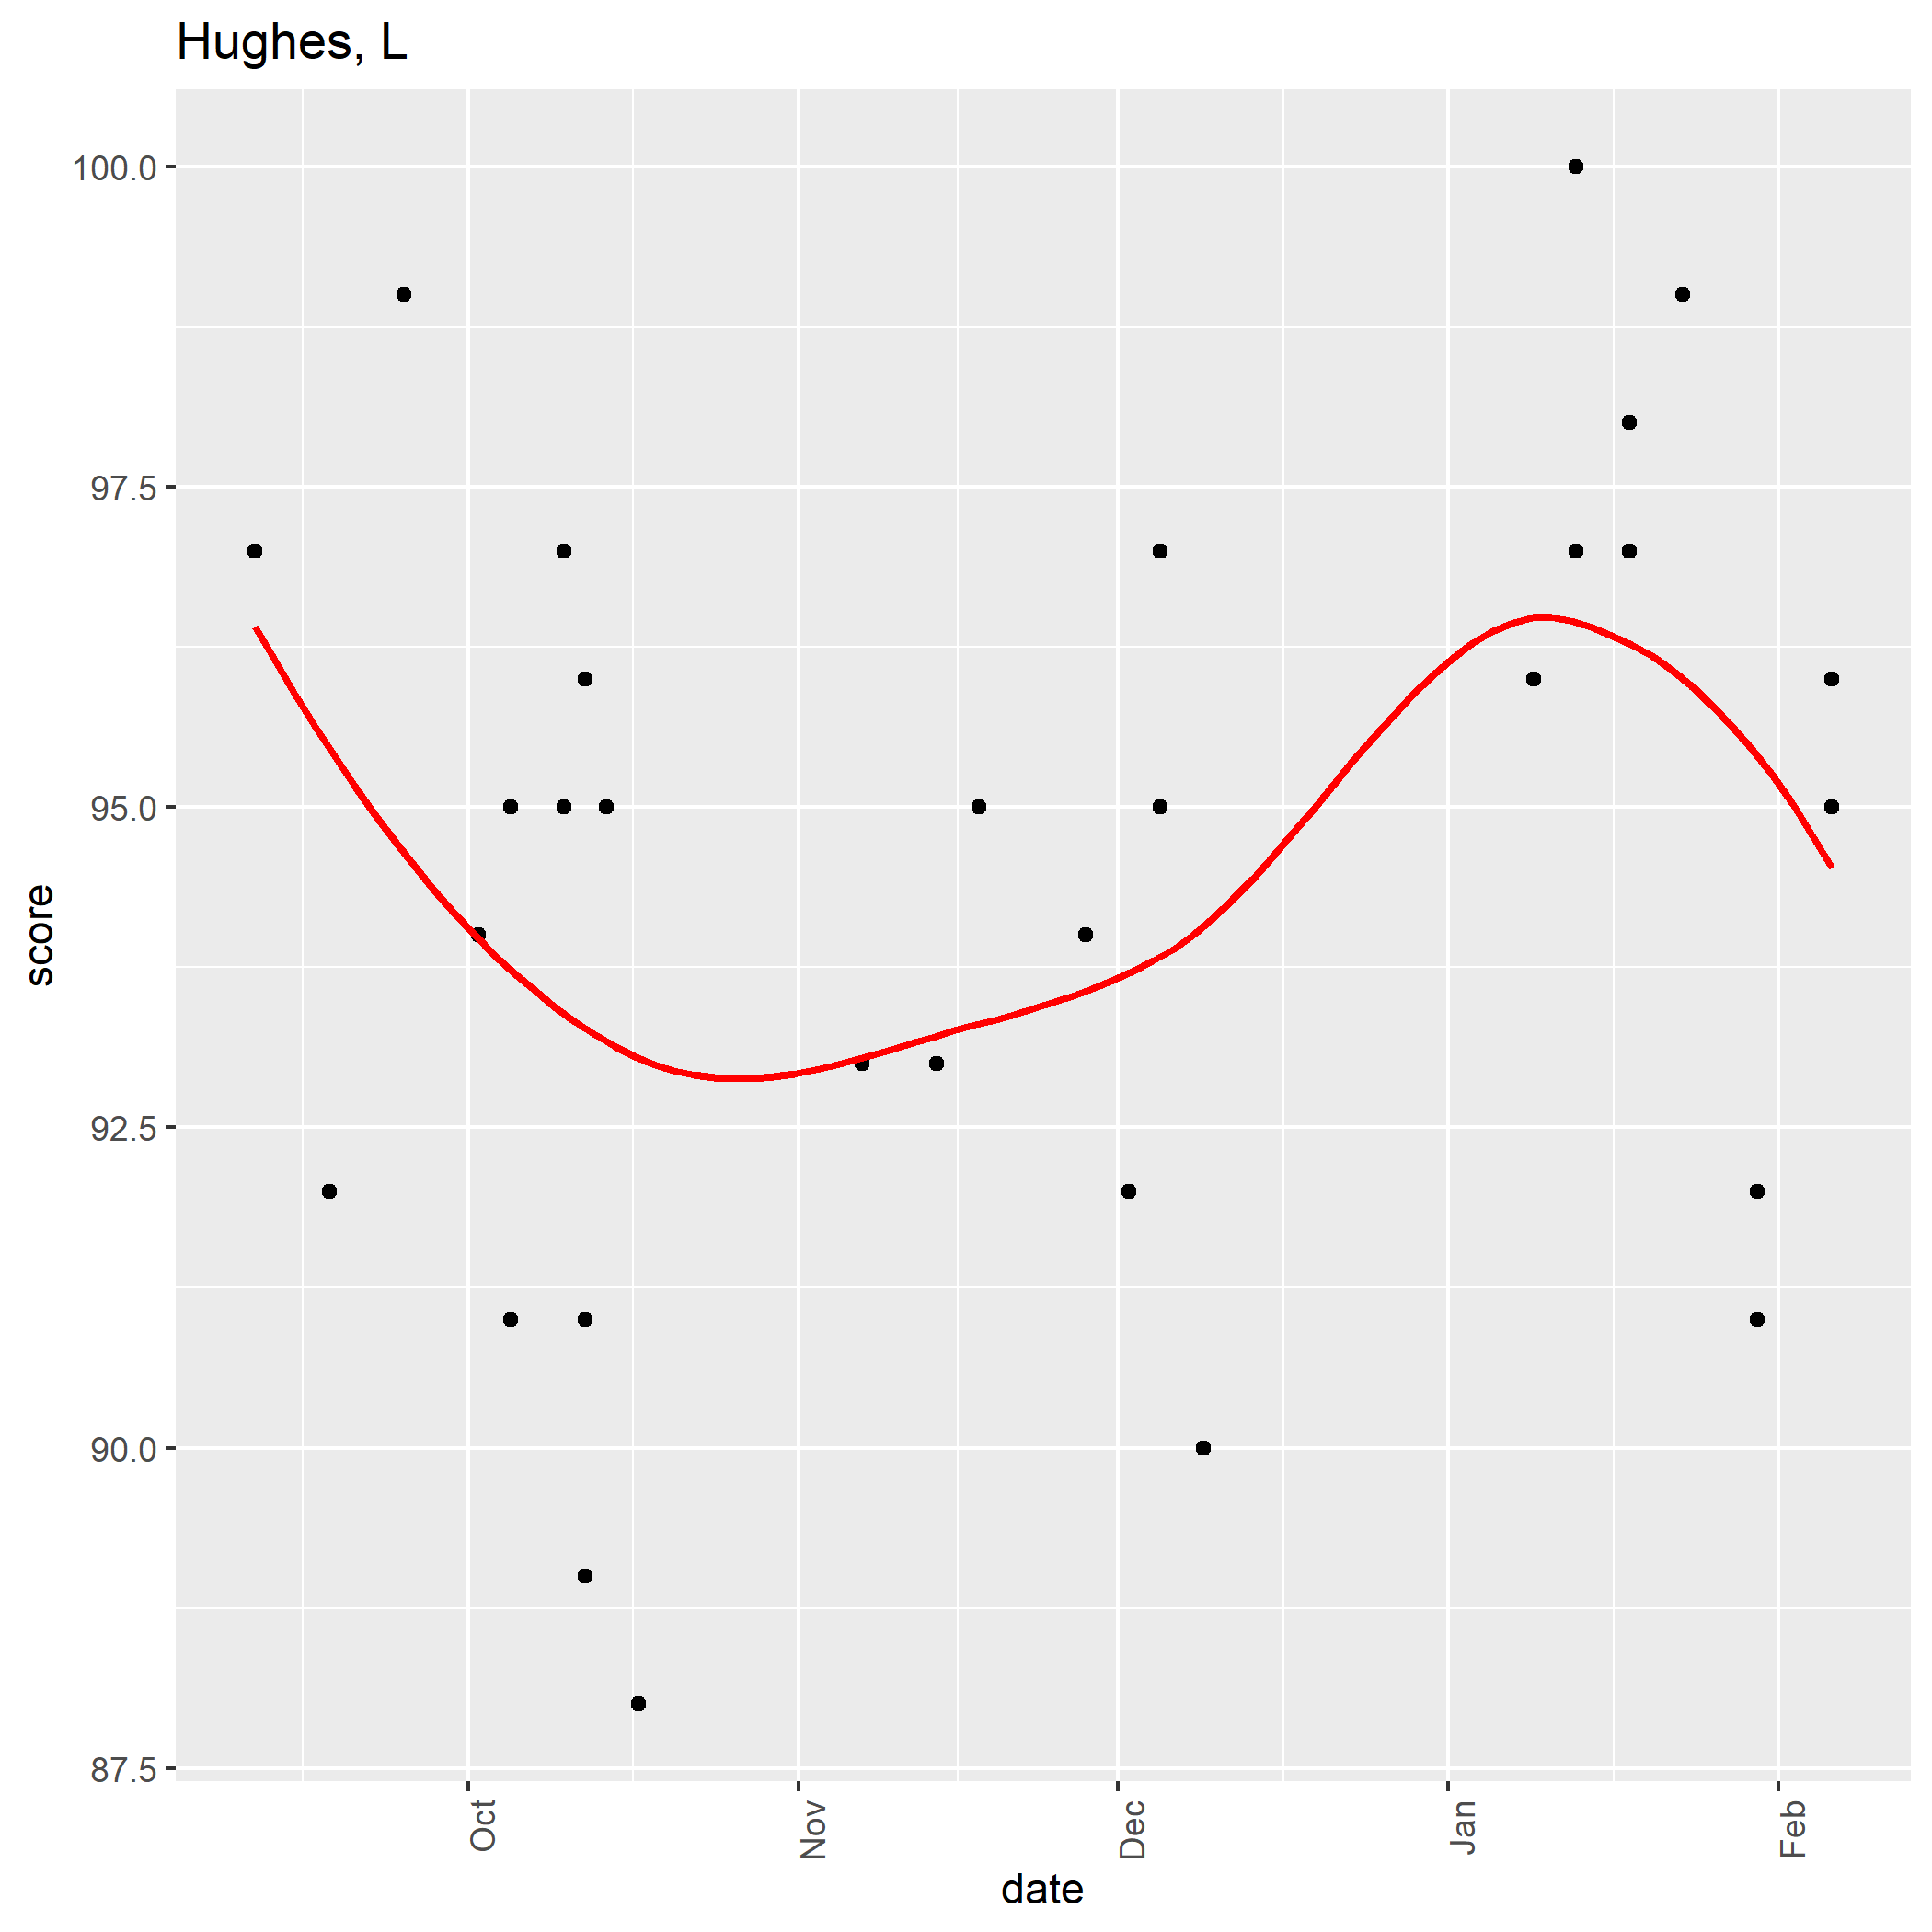 Hughes, L
100.0
97.5
95.0
92.5
90.0
87.5
score
Oct
Nov
Dec
Jan
Feb
date